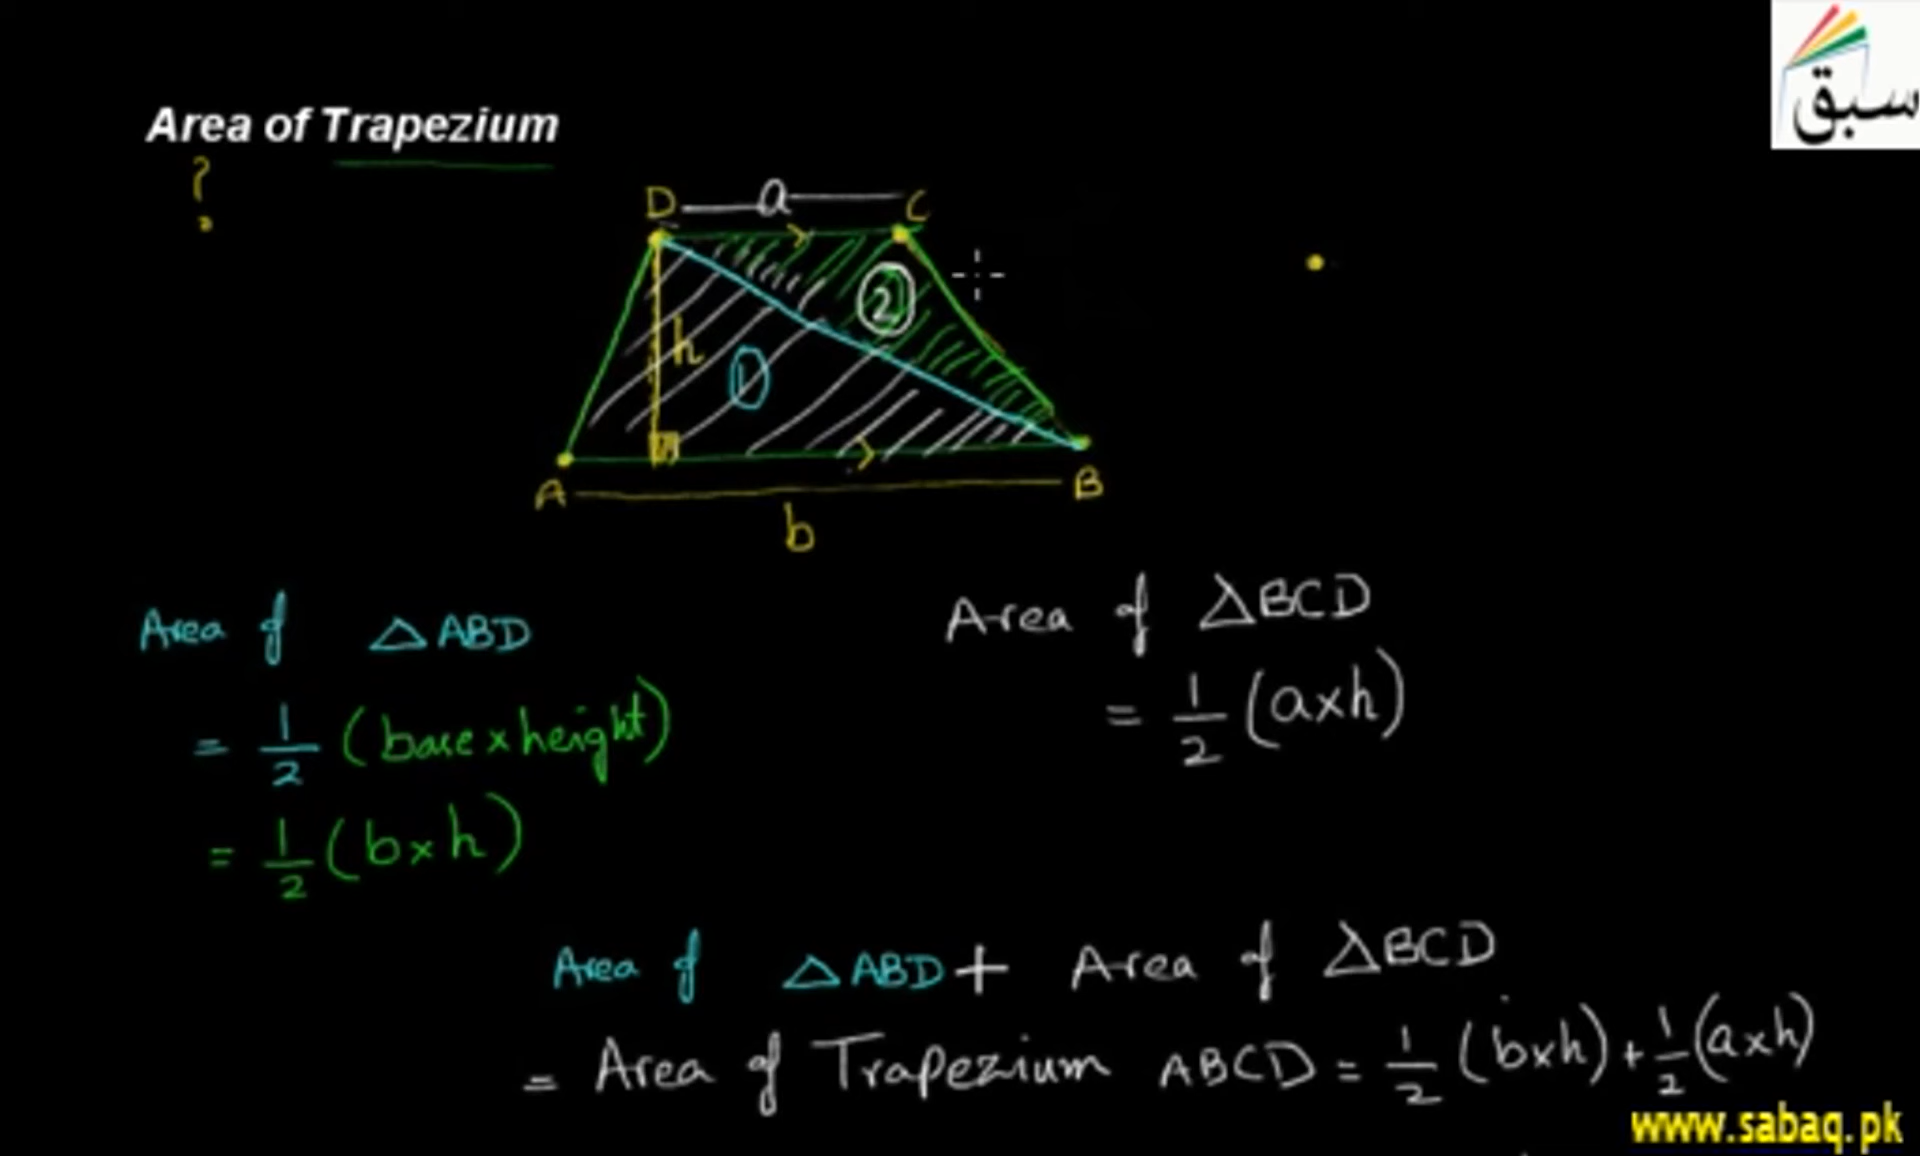 سبق
Area of Trapezium
?
D a C
h
1
2
A B
b
Area of △ABD
= 1/2 (base×height)
= 1/2 (b×h)
Area of △BCD
= 1/2 (a×h)
Area of △ABD + Area of △BCD
= Area of Trapezium ABCD = 1/2 (b×h) + 1/2 (a×h)
www.sabaq.pk